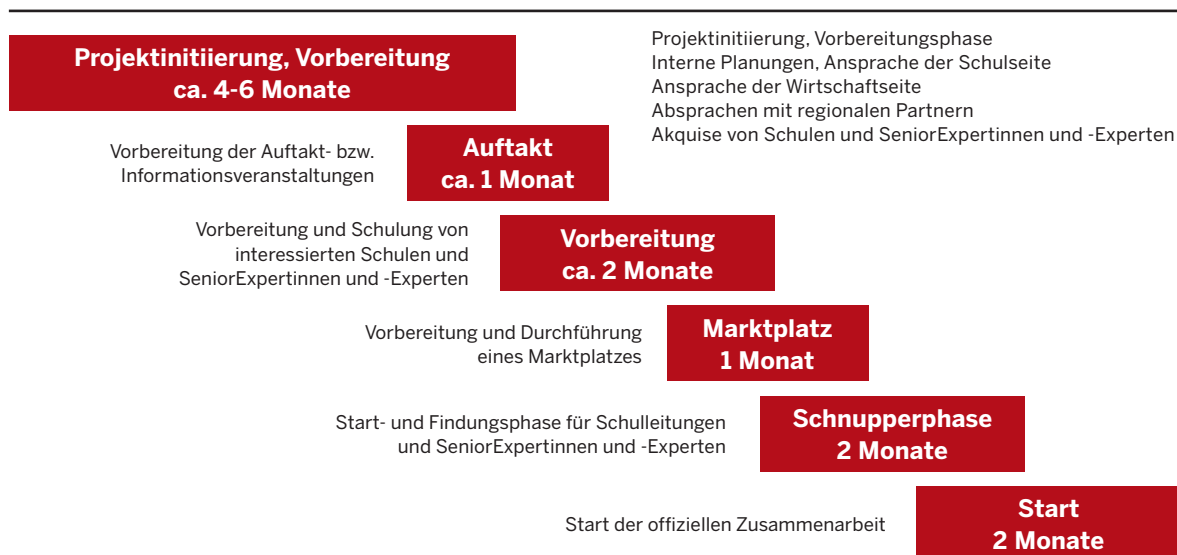 Projektinitiierung, Vorbereitung
ca. 4-6 Monate
Projektinitiierung, Vorbereitungsphase
Interne Planungen, Ansprache der Schulseite
Ansprache der Wirtschaftseite
Absprachen mit regionalen Partnern
Akquise von Schulen und SeniorExpertinnen und -Experten
Vorbereitung der Auftakt- bzw.
Informationsveranstaltungen
Auftakt
ca. 1 Monat
Vorbereitung und Schulung von
interessierten Schulen und
SeniorExpertinnen und -Experten
Vorbereitung
ca. 2 Monate
Vorbereitung und Durchführung
eines Marktplatzes
Marktplatz
1 Monat
Start- und Findungsphase für Schulleitungen
und SeniorExpertinnen und -Experten
Schnupperphase
2 Monate
Start der offiziellen Zusammenarbeit
Start
2 Monate